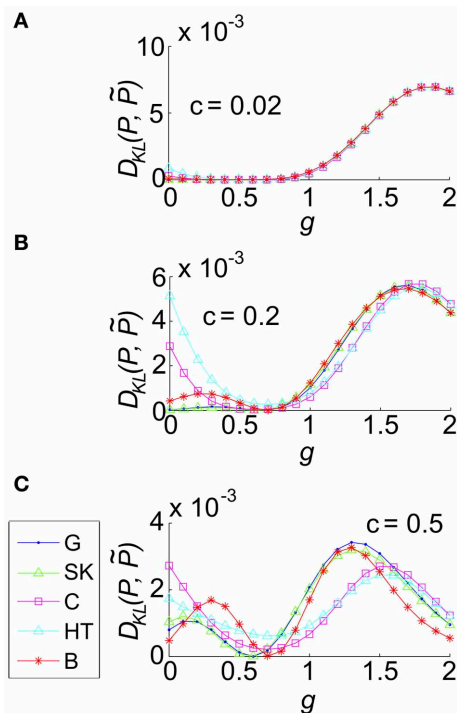 A
x 10⁻³
10
5
0
D_KL(P, P̃)
c = 0.02
0 0.5 1 1.5 2
g
B
x 10⁻³
6
4
2
0
D_KL(P, P̃)
c = 0.2
0 0.5 1 1.5 2
g
C
x 10⁻³
4
2
0
D_KL(P, P̃)
c = 0.5
0 0.5 1 1.5 2
g
G
SK
C
HT
B